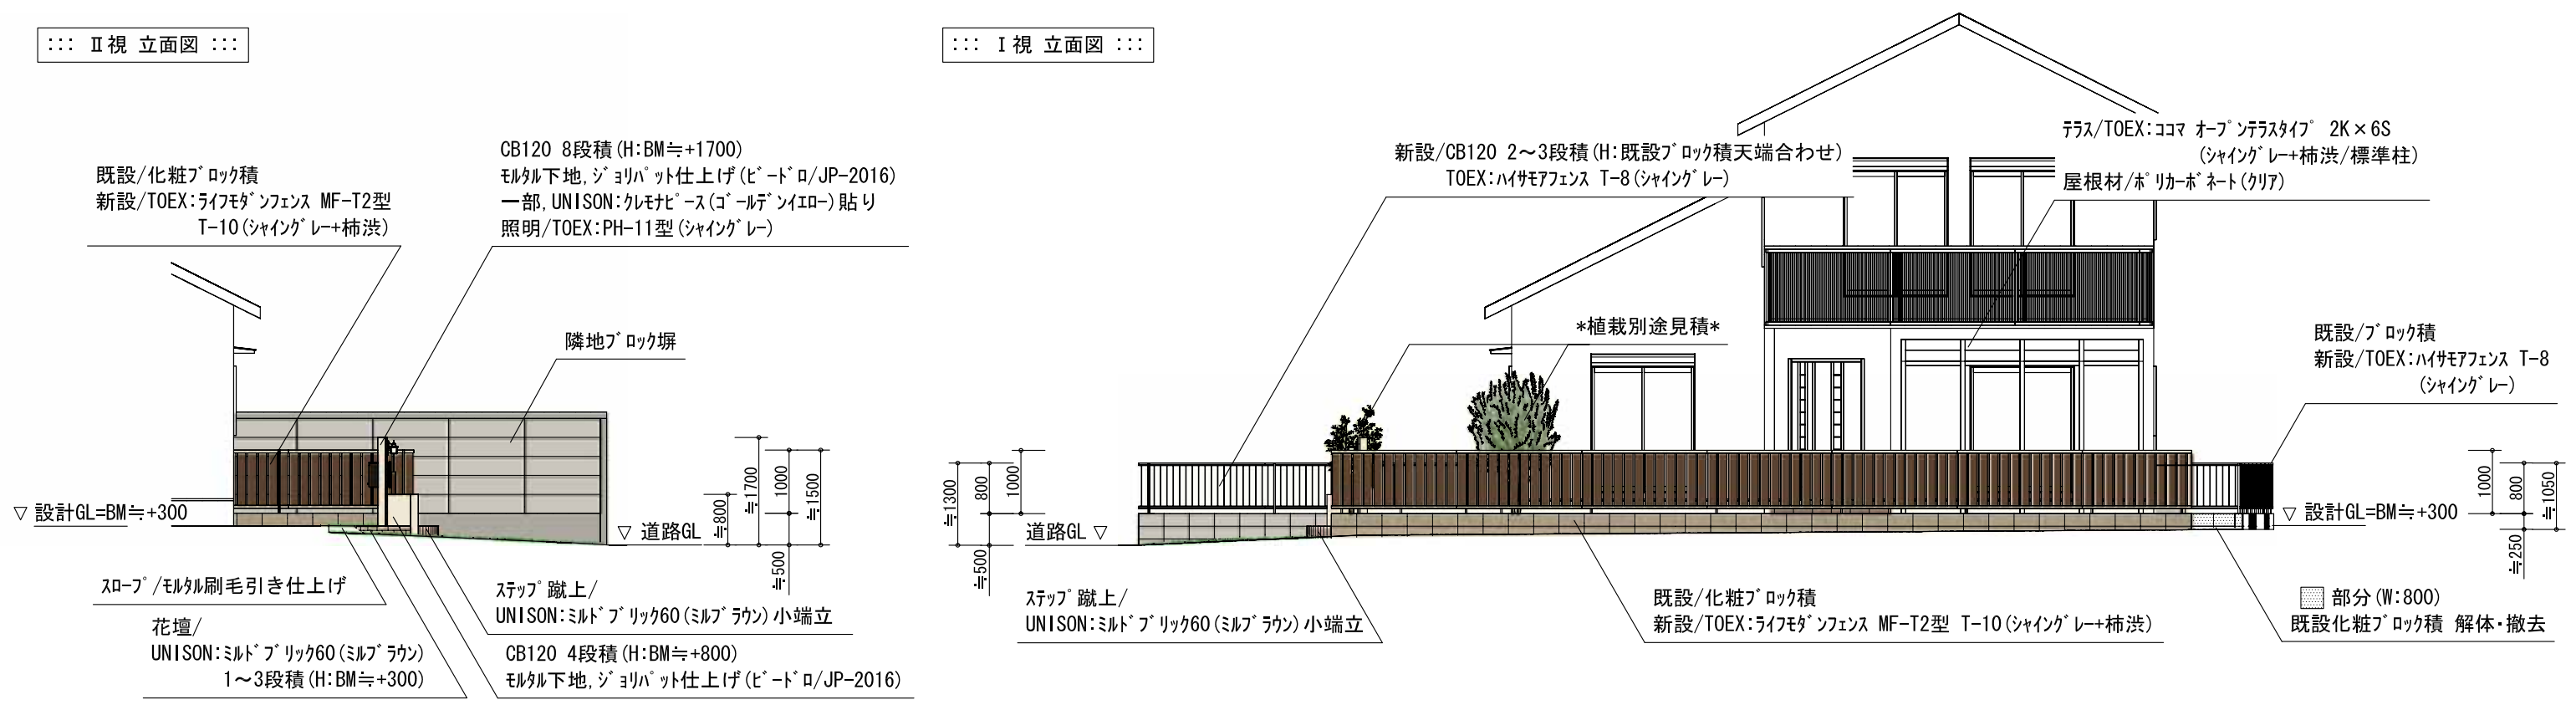 ::: Ⅱ視 立面図 :::
既設/化粧ﾌﾞﾛｯｸ積
新設/TOEX:ﾗｲﾌﾓﾀﾞﾝﾌｪﾝｽ MF-T2型
T-10(ｼｬｲﾝｸﾞﾚｰ+柿渋)
CB120 8段積(H:BM≒+1700)
ﾓﾙﾀﾙ下地,ｼﾞｮﾘﾊﾟｯﾄ仕上げ(ﾋﾞｰﾄﾞﾛ/JP-2016)
一部,UNISON:ｸﾚﾓﾅﾋﾟｰｽ(ｺﾞｰﾙﾃﾞﾝｲｴﾛｰ)貼り
照明/TOEX:PH-11型(ｼｬｲﾝｸﾞﾚｰ)
隣地ﾌﾞﾛｯｸ塀
▽ 設計GL=BM≒+300
▽ 道路GL
≒800
≒1700
1000
≒500
≒1500
ｽﾛｰﾌﾟ/ﾓﾙﾀﾙ刷毛引き仕上げ
花壇/
UNISON:ﾐﾙﾄﾞﾌﾞﾘｯｸ60(ﾐﾙﾌﾞﾗｳﾝ)
1～3段積(H:BM≒+300)
ｽﾃｯﾌﾟ蹴上/
UNISON:ﾐﾙﾄﾞﾌﾞﾘｯｸ60(ﾐﾙﾌﾞﾗｳﾝ)小端立
CB120 4段積(H:BM≒+800)
ﾓﾙﾀﾙ下地,ｼﾞｮﾘﾊﾟｯﾄ仕上げ(ﾋﾞｰﾄﾞﾛ/JP-2016)
::: Ⅰ視 立面図 :::
新設/CB120 2～3段積(H:既設ﾌﾞﾛｯｸ積天端合わせ)
TOEX:ﾊｲｻﾓｱﾌｪﾝｽ T-8(ｼｬｲﾝｸﾞﾚｰ)
ﾃﾗｽ/TOEX:ｺｺﾏ ｵｰﾌﾟﾝﾃﾗｽﾀｲﾌﾟ 2K×6S
(ｼｬｲﾝｸﾞﾚｰ+柿渋/標準柱)
屋根材/ﾎﾟﾘｶｰﾎﾞﾈｰﾄ(ｸﾘｱ)
*植栽別途見積*
既設/ﾌﾞﾛｯｸ積
新設/TOEX:ﾊｲｻﾓｱﾌｪﾝｽ T-8
(ｼｬｲﾝｸﾞﾚｰ)
≒1300
800
≒500
1000
道路GL ▽
1000
800
≒250
≒1050
▽ 設計GL=BM≒+300
ｽﾃｯﾌﾟ蹴上/
UNISON:ﾐﾙﾄﾞﾌﾞﾘｯｸ60(ﾐﾙﾌﾞﾗｳﾝ)小端立
既設/化粧ﾌﾞﾛｯｸ積
新設/TOEX:ﾗｲﾌﾓﾀﾞﾝﾌｪﾝｽ MF-T2型 T-10(ｼｬｲﾝｸﾞﾚｰ+柿渋)
部分(W:800)
既設化粧ﾌﾞﾛｯｸ積 解体・撤去